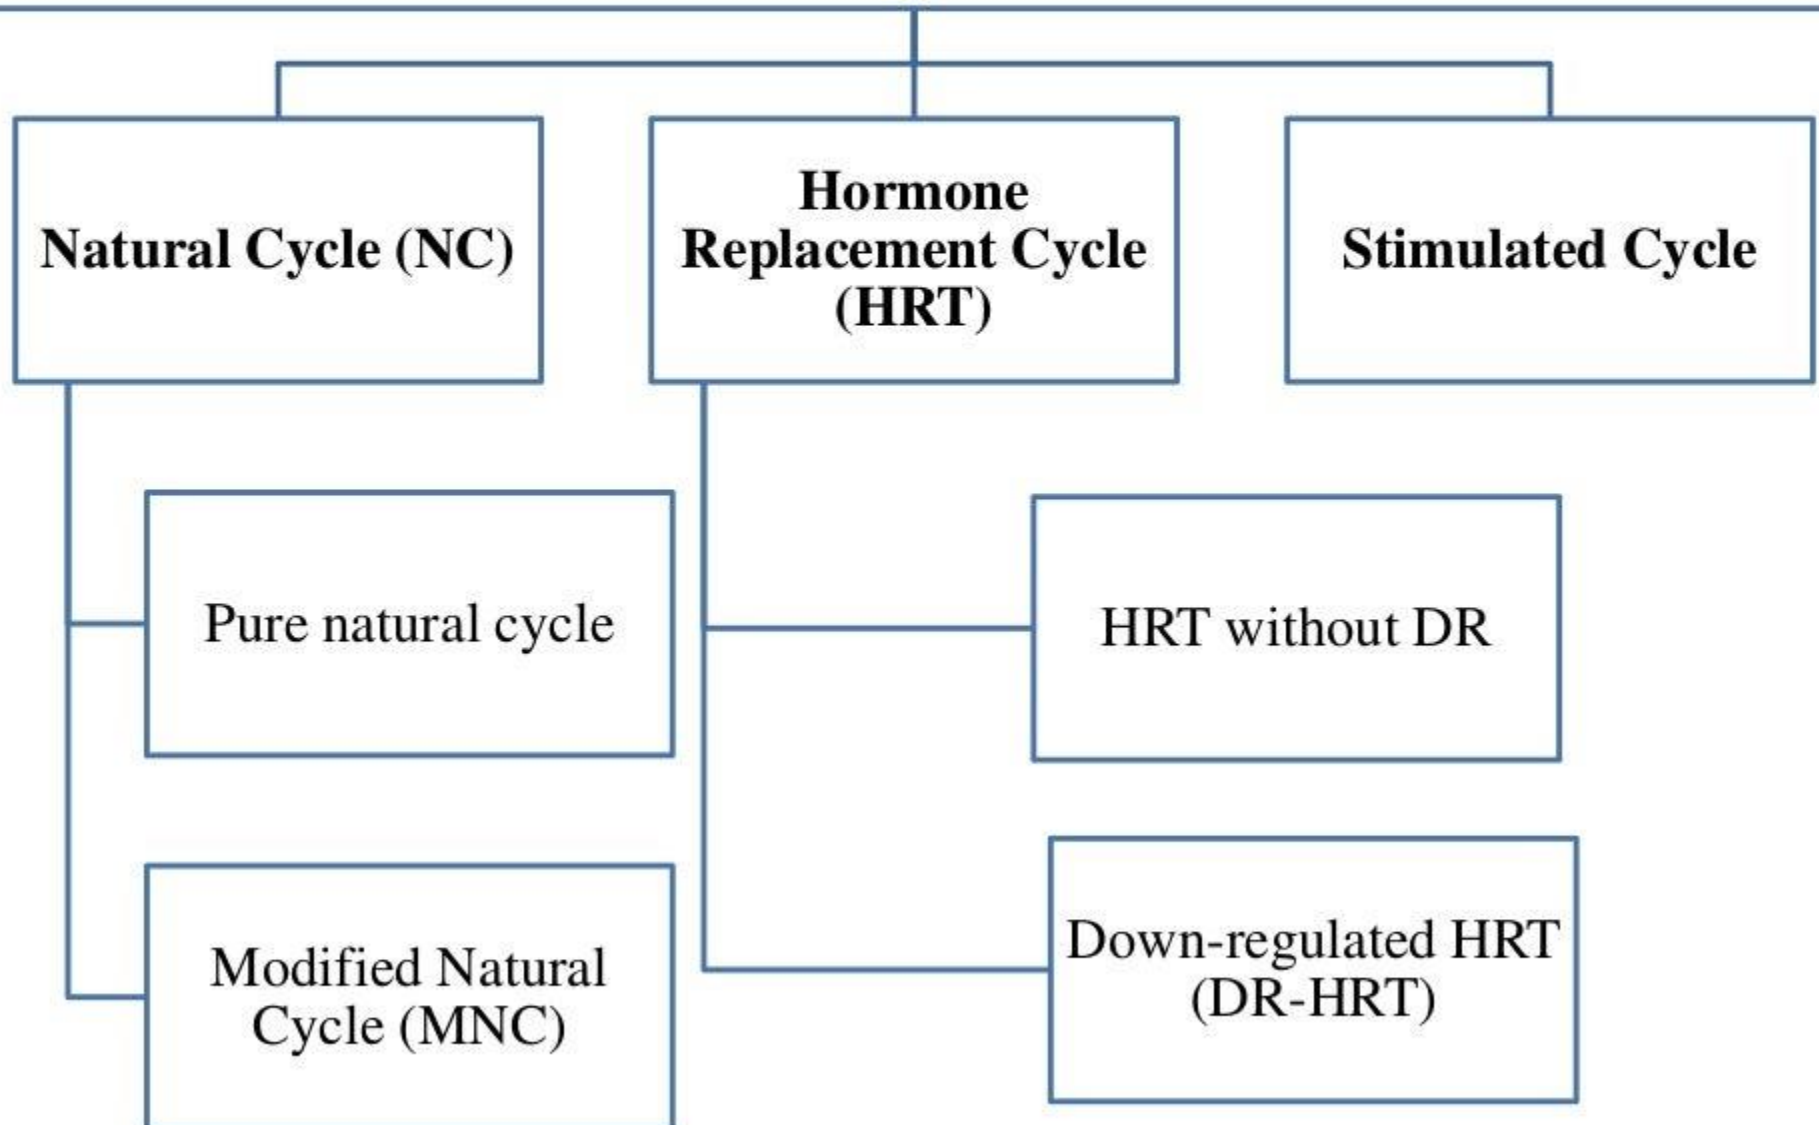 Natural Cycle (NC)
Hormone
Replacement Cycle
(HRT)
Stimulated Cycle
Pure natural cycle
HRT without DR
Modified Natural
Cycle (MNC)
Down-regulated HRT
(DR-HRT)